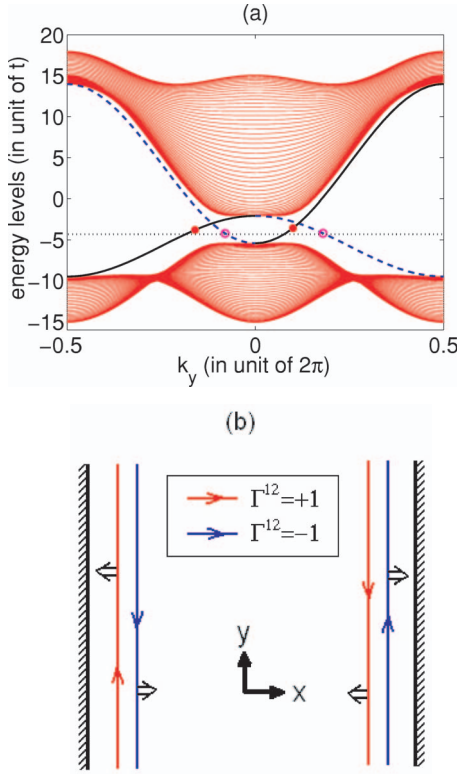 (a)
energy levels (in unit of t)
20
15
10
5
0
−5
−10
−15
−0.5
0
0.5
k_y (in unit of 2π)
(b)
Γ^12=+1
Γ^12=−1
y
x